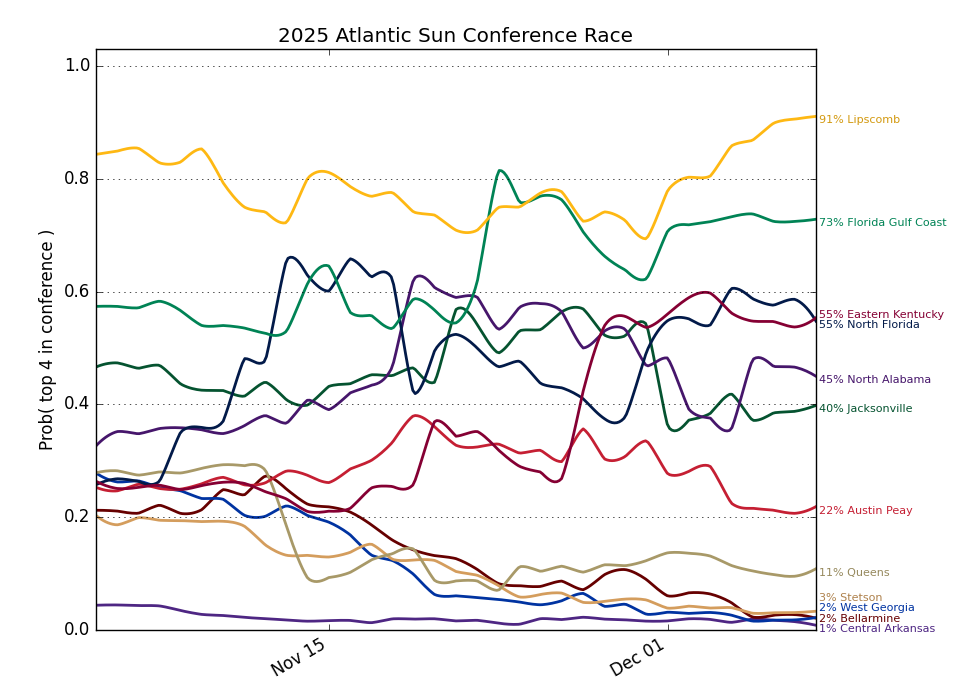 2025 Atlantic Sun Conference Race
Prob( top 4 in conference )
1.0
0.8
0.6
0.4
0.2
0.0
Nov 15
Dec 01
91% Lipscomb
73% Florida Gulf Coast
55% Eastern Kentucky
55% North Florida
45% North Alabama
40% Jacksonville
22% Austin Peay
11% Queens
3% Stetson
2% West Georgia
2% Bellarmine
1% Central Arkansas